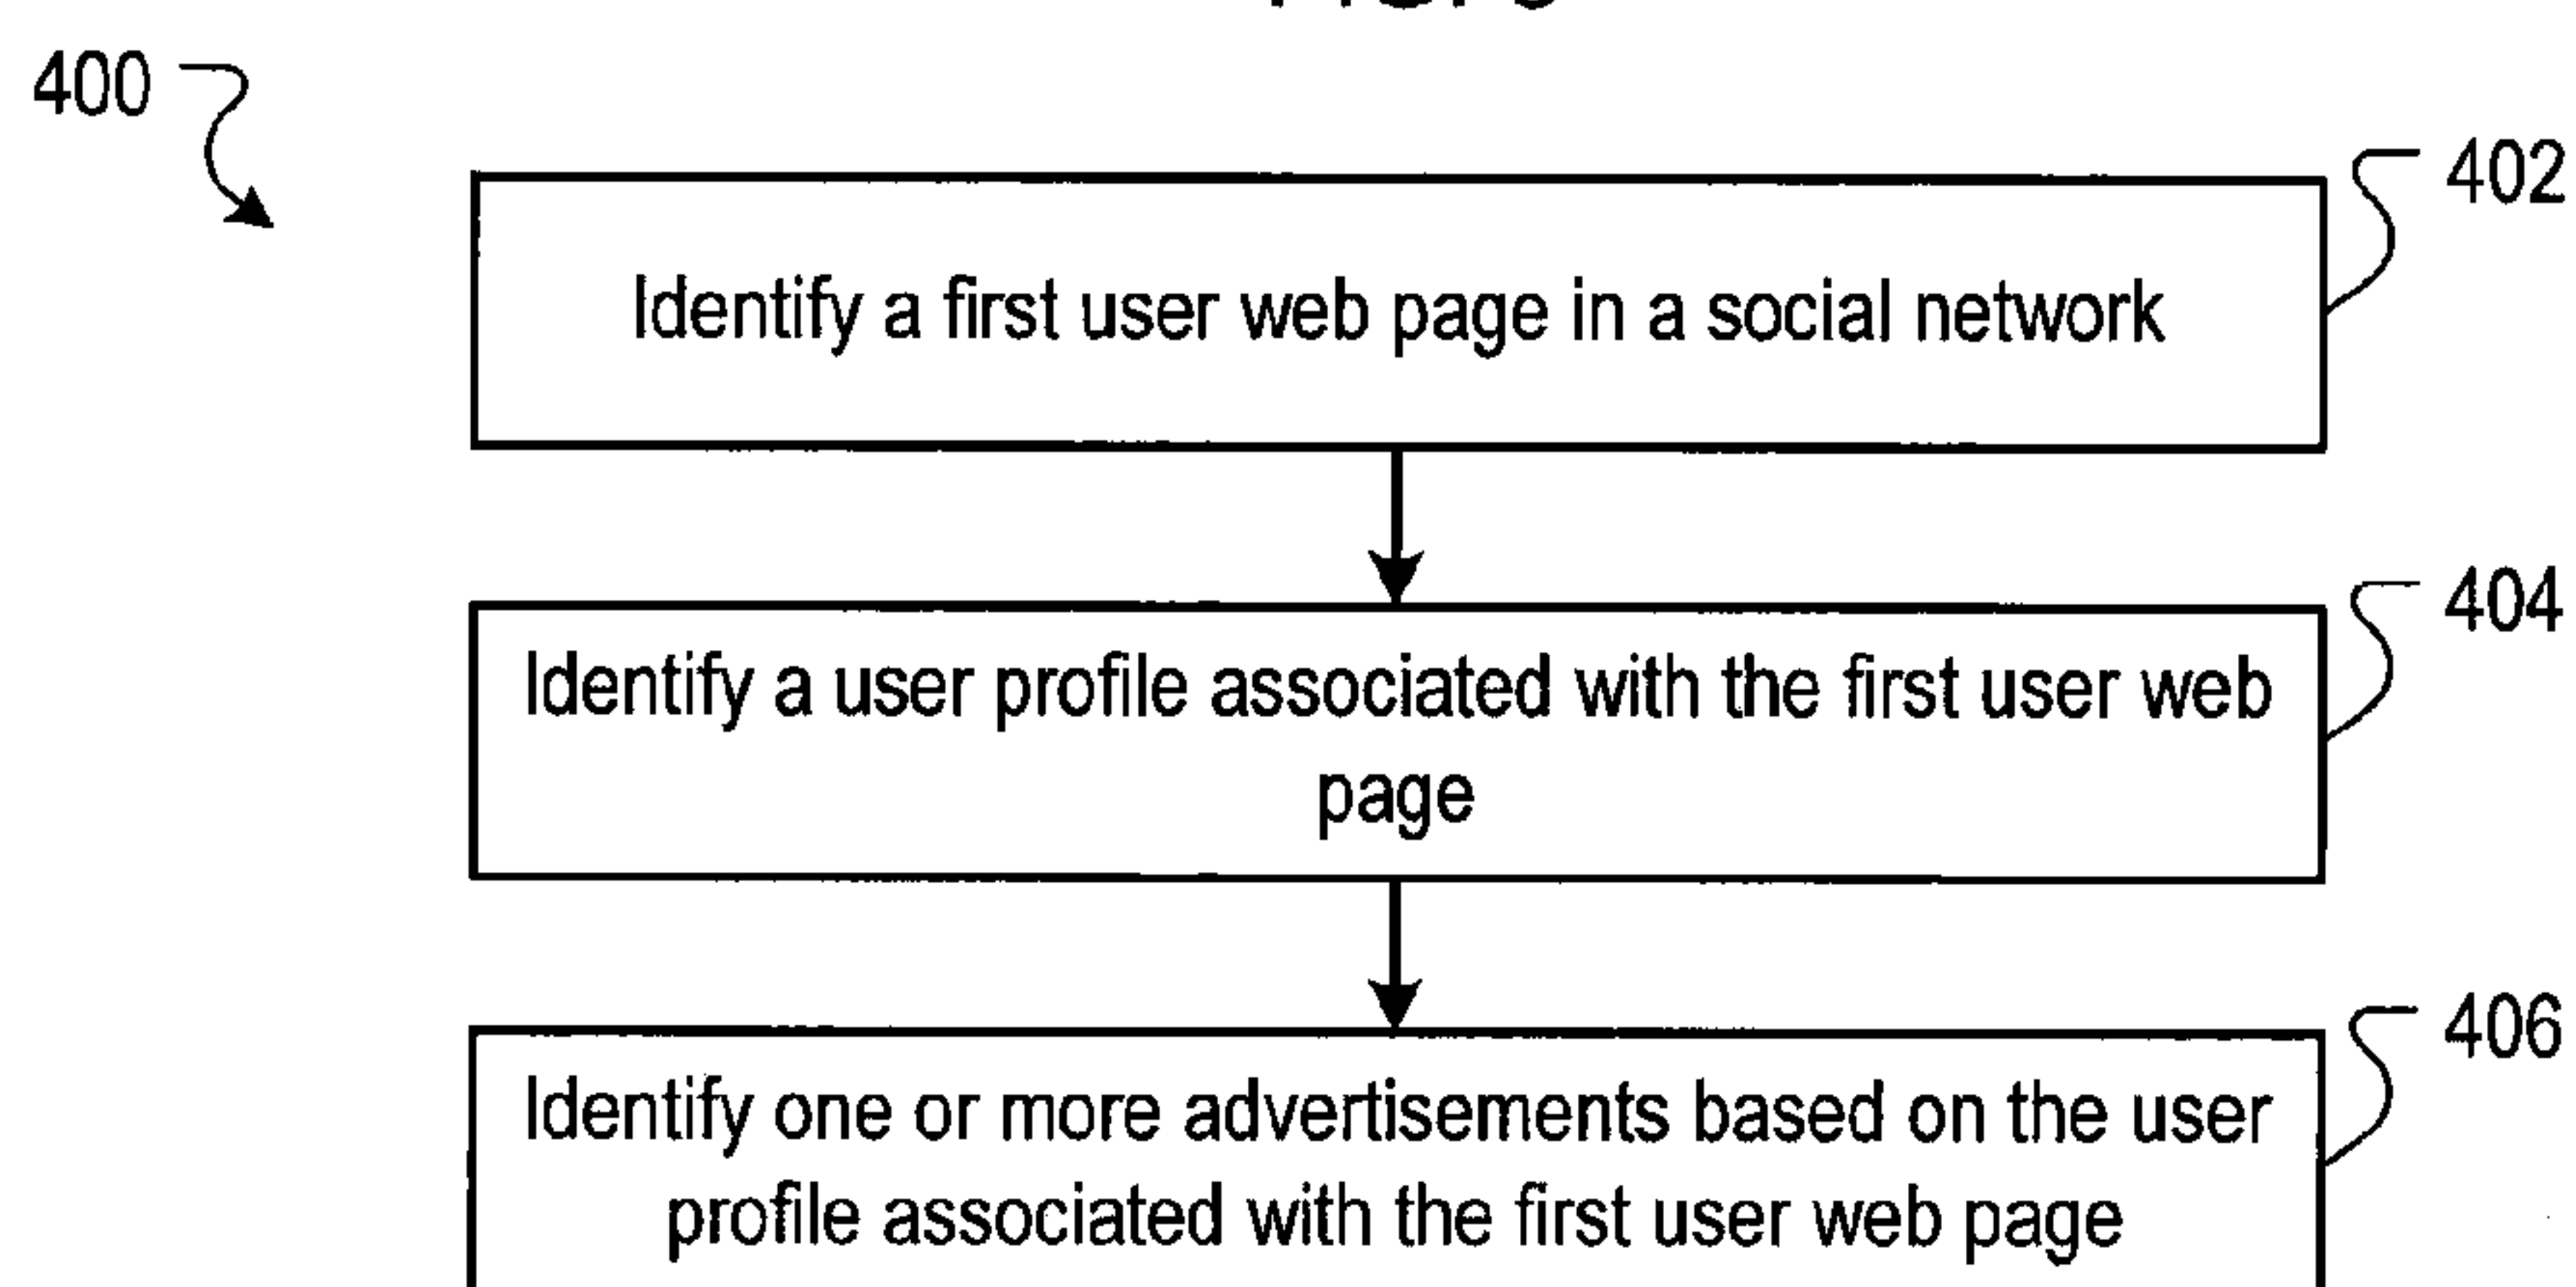 400
402
Identify a first user web page in a social network
404
Identify a user profile associated with the first user web
page
406
Identify one or more advertisements based on the user
profile associated with the first user web page